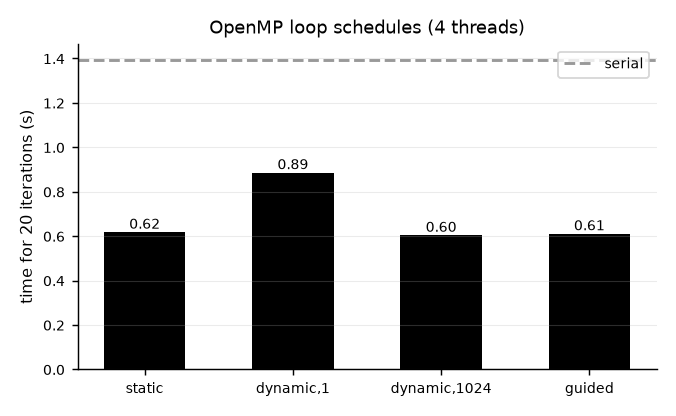 OpenMP loop schedules (4 threads)
serial
time for 20 iterations (s)
1.4
1.2
1.0
0.8
0.6
0.4
0.2
0.0
0.62
0.89
0.60
0.61
static
dynamic,1
dynamic,1024
guided